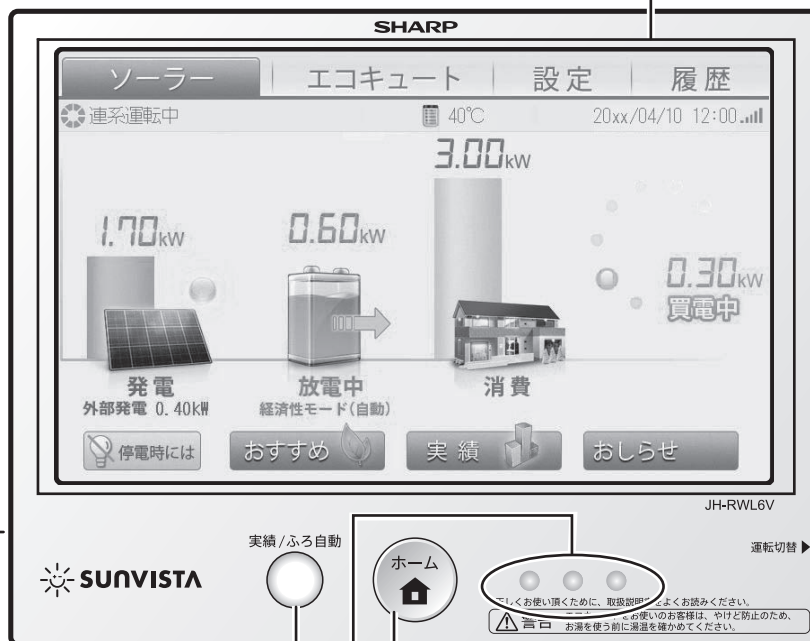 SHARP
ソーラー エコキュート 設定 履歴
連系運転中 40℃ 20xx/04/10 12:00
3.00kW
1.70kW 0.60kW
0.30kW
買電中
発電 放電中 消費
外部発電 0.40kW 経済性モード(自動)
停電時には おすすめ 実績 おしらせ
JH-RWL6V
実績/ふろ自動 ホーム 運転切替
SUNVISTA
しくお使い頂くために、取扱説明 をよくお読みください。
警告 お使いのお客様は、やけど防止のため、
お湯を使う前に湯温を確かめてください。